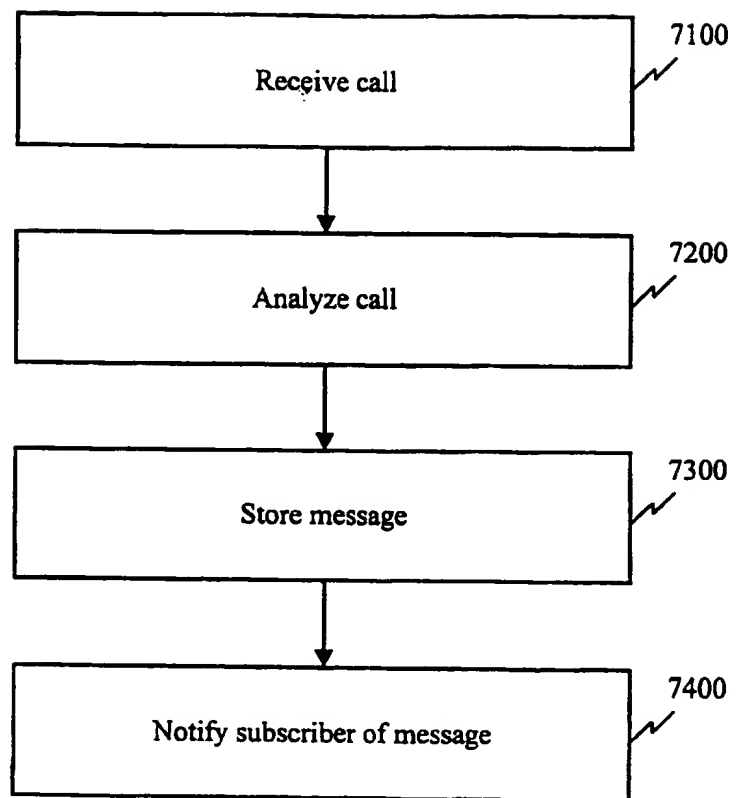 7100
Receive call
7200
Analyze call
7300
Store message
7400
Notify subscriber of message